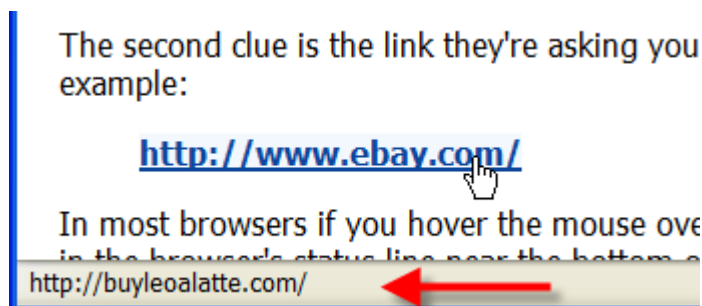 The second clue is the link they're asking you
example:
http://www.ebay.com/
In most browsers if you hover the mouse ove
in the browser's status line near the bottom o
http://buyleoalatte.com/